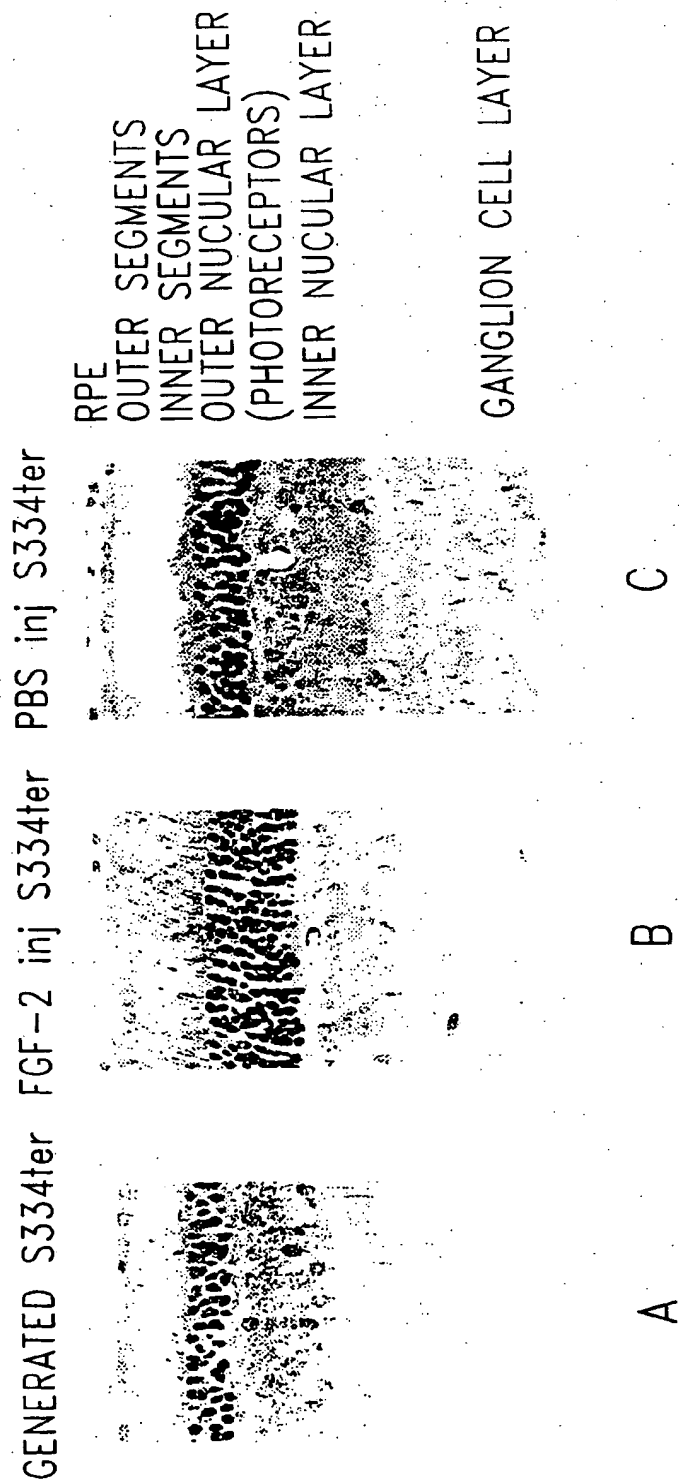 GENERATED S334ter FGF-2 inj S334ter PBS inj S334ter
RPE
OUTER SEGMENTS
INNER SEGMENTS
OUTER NUCULAR LAYER
(PHOTORECEPTORS)
INNER NUCULAR LAYER
GANGLION CELL LAYER
A B C